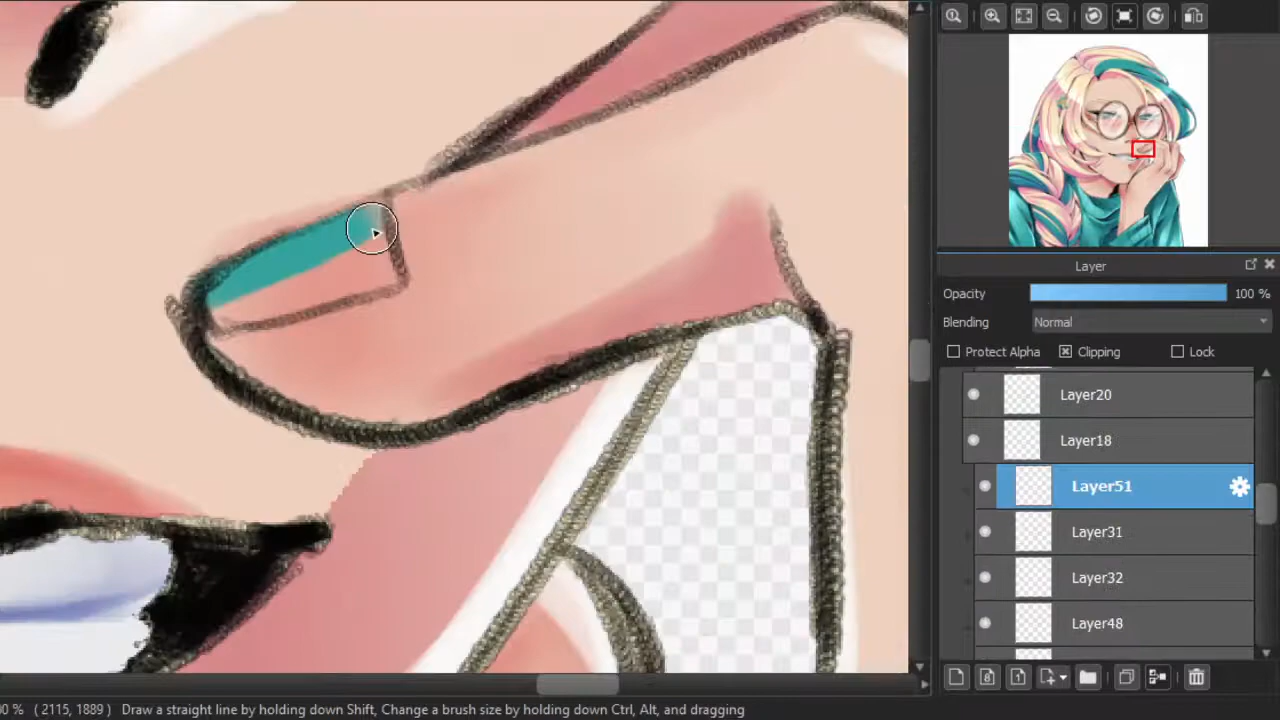 Layer
Opacity 100 %
Blending Normal
Protect Alpha Clipping Lock
Layer20
Layer18
Layer51
Layer31
Layer32
Layer48
0 % ( 2115, 1889 ) Draw a straight line by holding down Shift, Change a brush size by holding down Ctrl, Alt, and dragging